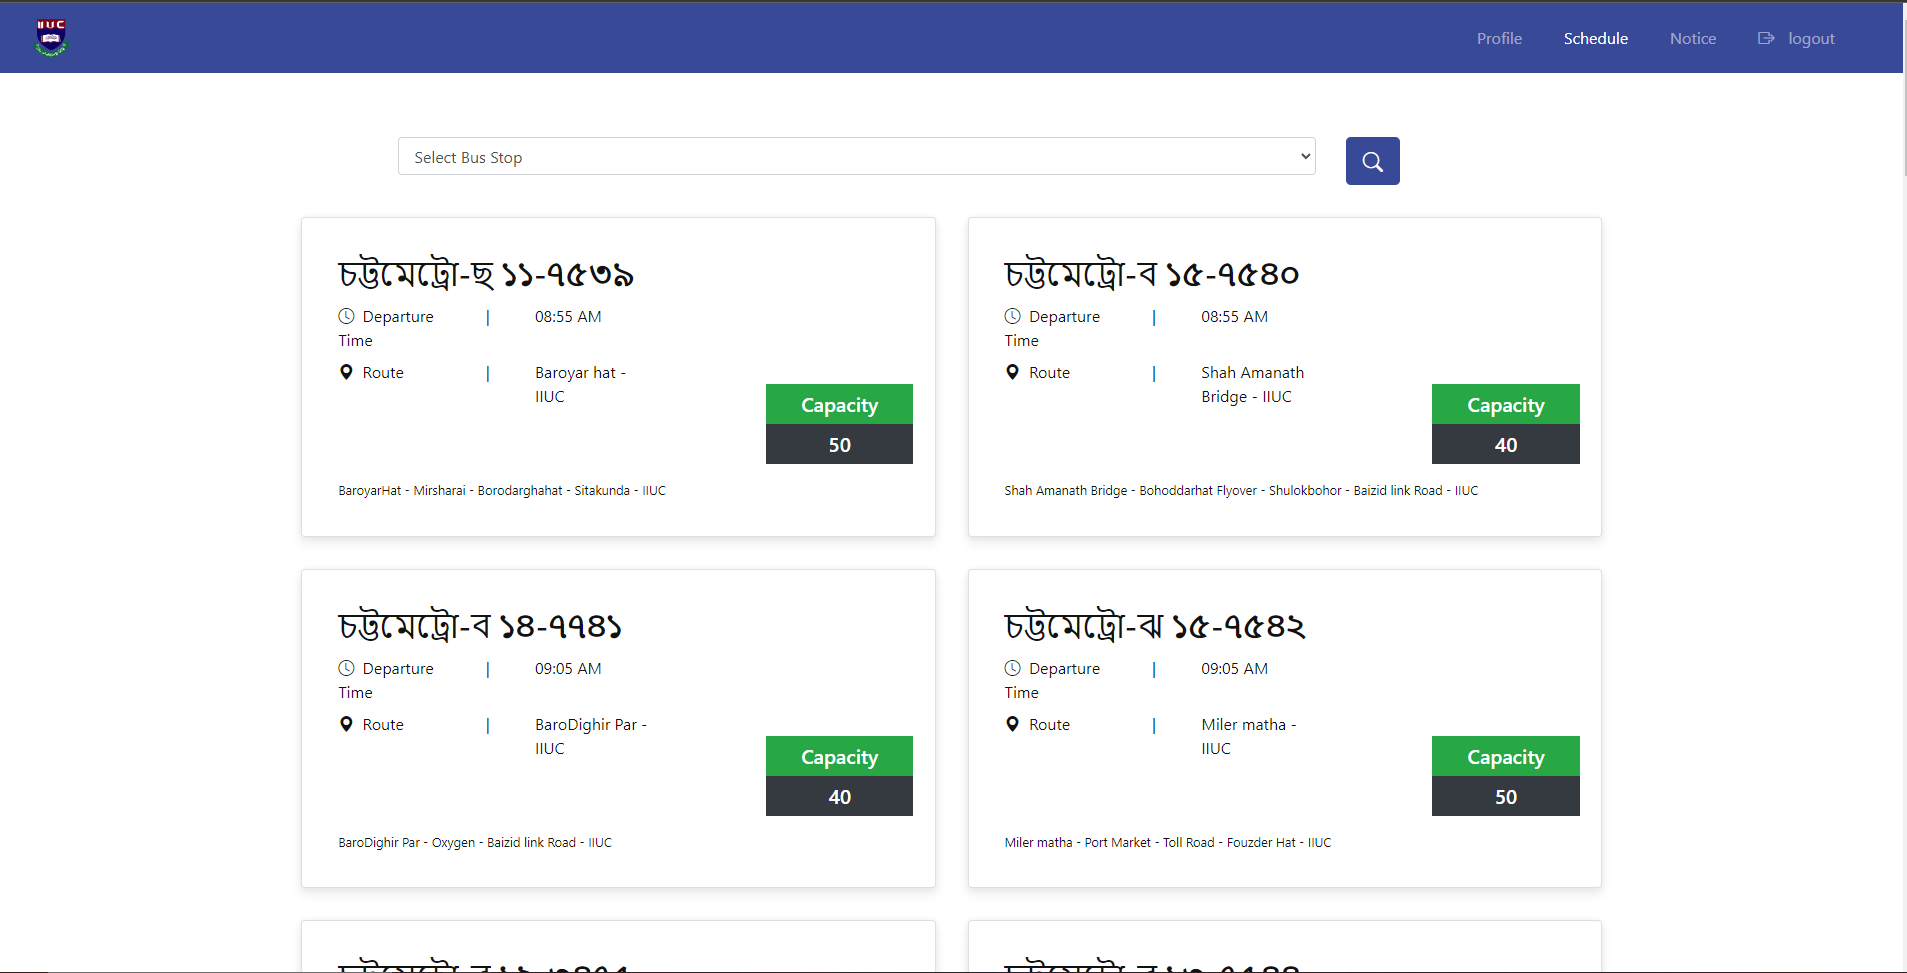 IIUC
Profile Schedule Notice logout
Select Bus Stop
চট্টমেট্রো-ছ ১১-৭৫৩৯
Departure Time | 08:55 AM
Route | Baroyar hat - IIUC
Capacity
50
BaroyarHat - Mirsharai - Borodarghahat - Sitakunda - IIUC
চট্টমেট্রো-ব ১৫-৭৫৪০
Departure Time | 08:55 AM
Route | Shah Amanath Bridge - IIUC
Capacity
40
Shah Amanath Bridge - Bohoddarhat Flyover - Shulokbohor - Baizid link Road - IIUC
চট্টমেট্রো-ব ১৪-৭৭৪১
Departure Time | 09:05 AM
Route | BaroDighir Par - IIUC
Capacity
40
BaroDighir Par - Oxygen - Baizid link Road - IIUC
চট্টমেট্রো-ঝ ১৫-৭৫৪২
Departure Time | 09:05 AM
Route | Miler matha - IIUC
Capacity
50
Miler matha - Port Market - Toll Road - Fouzder Hat - IIUC